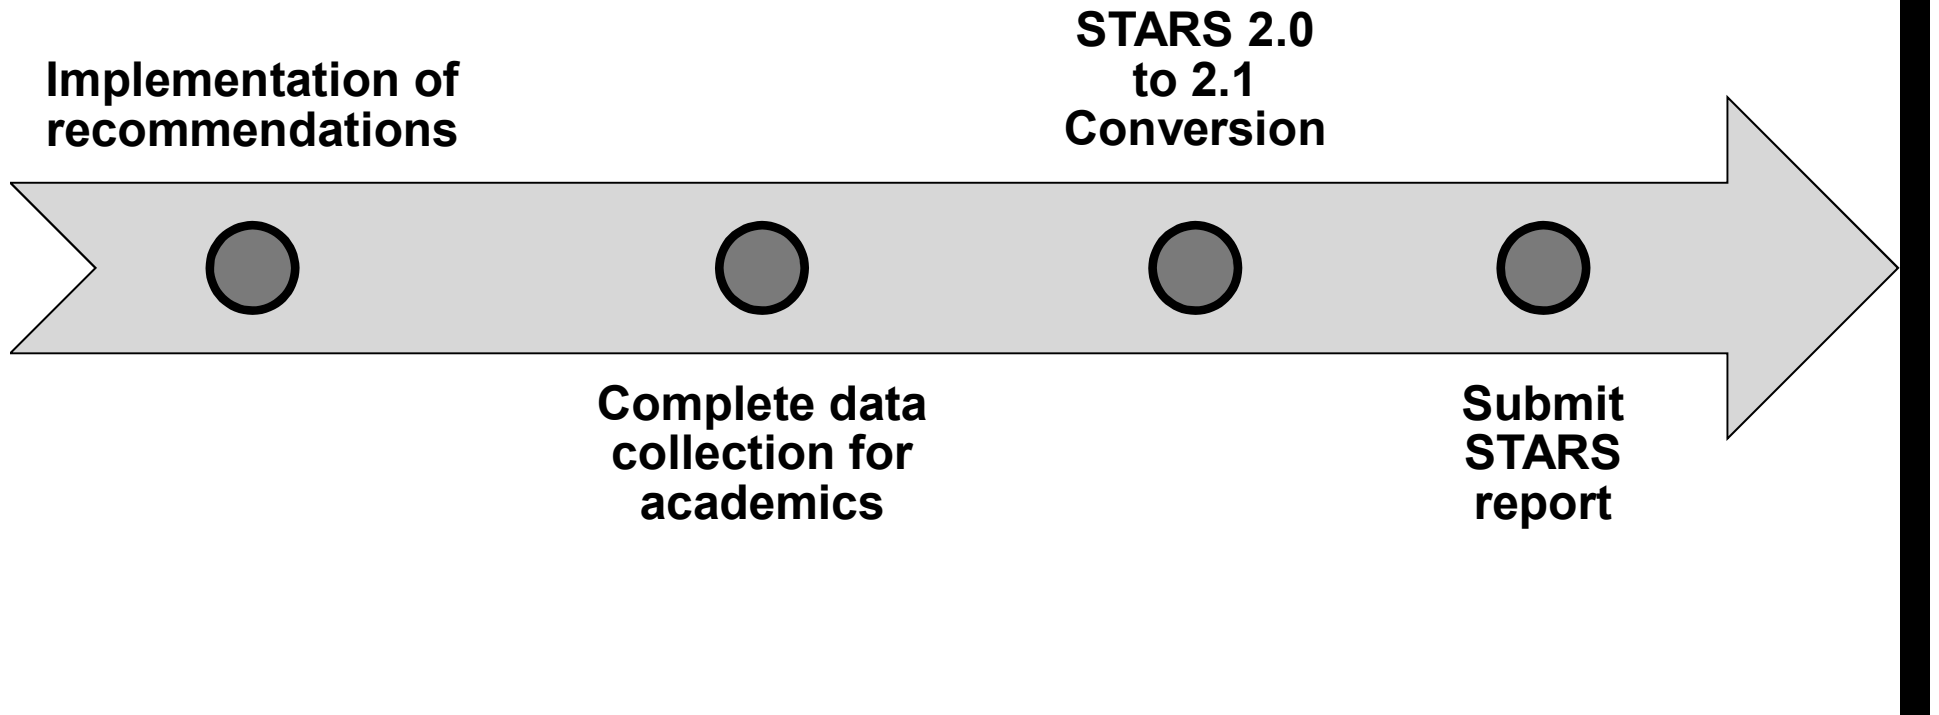 Implementation of
recommendations
Complete data
collection for
academics
STARS 2.0
to 2.1
Conversion
Submit
STARS
report